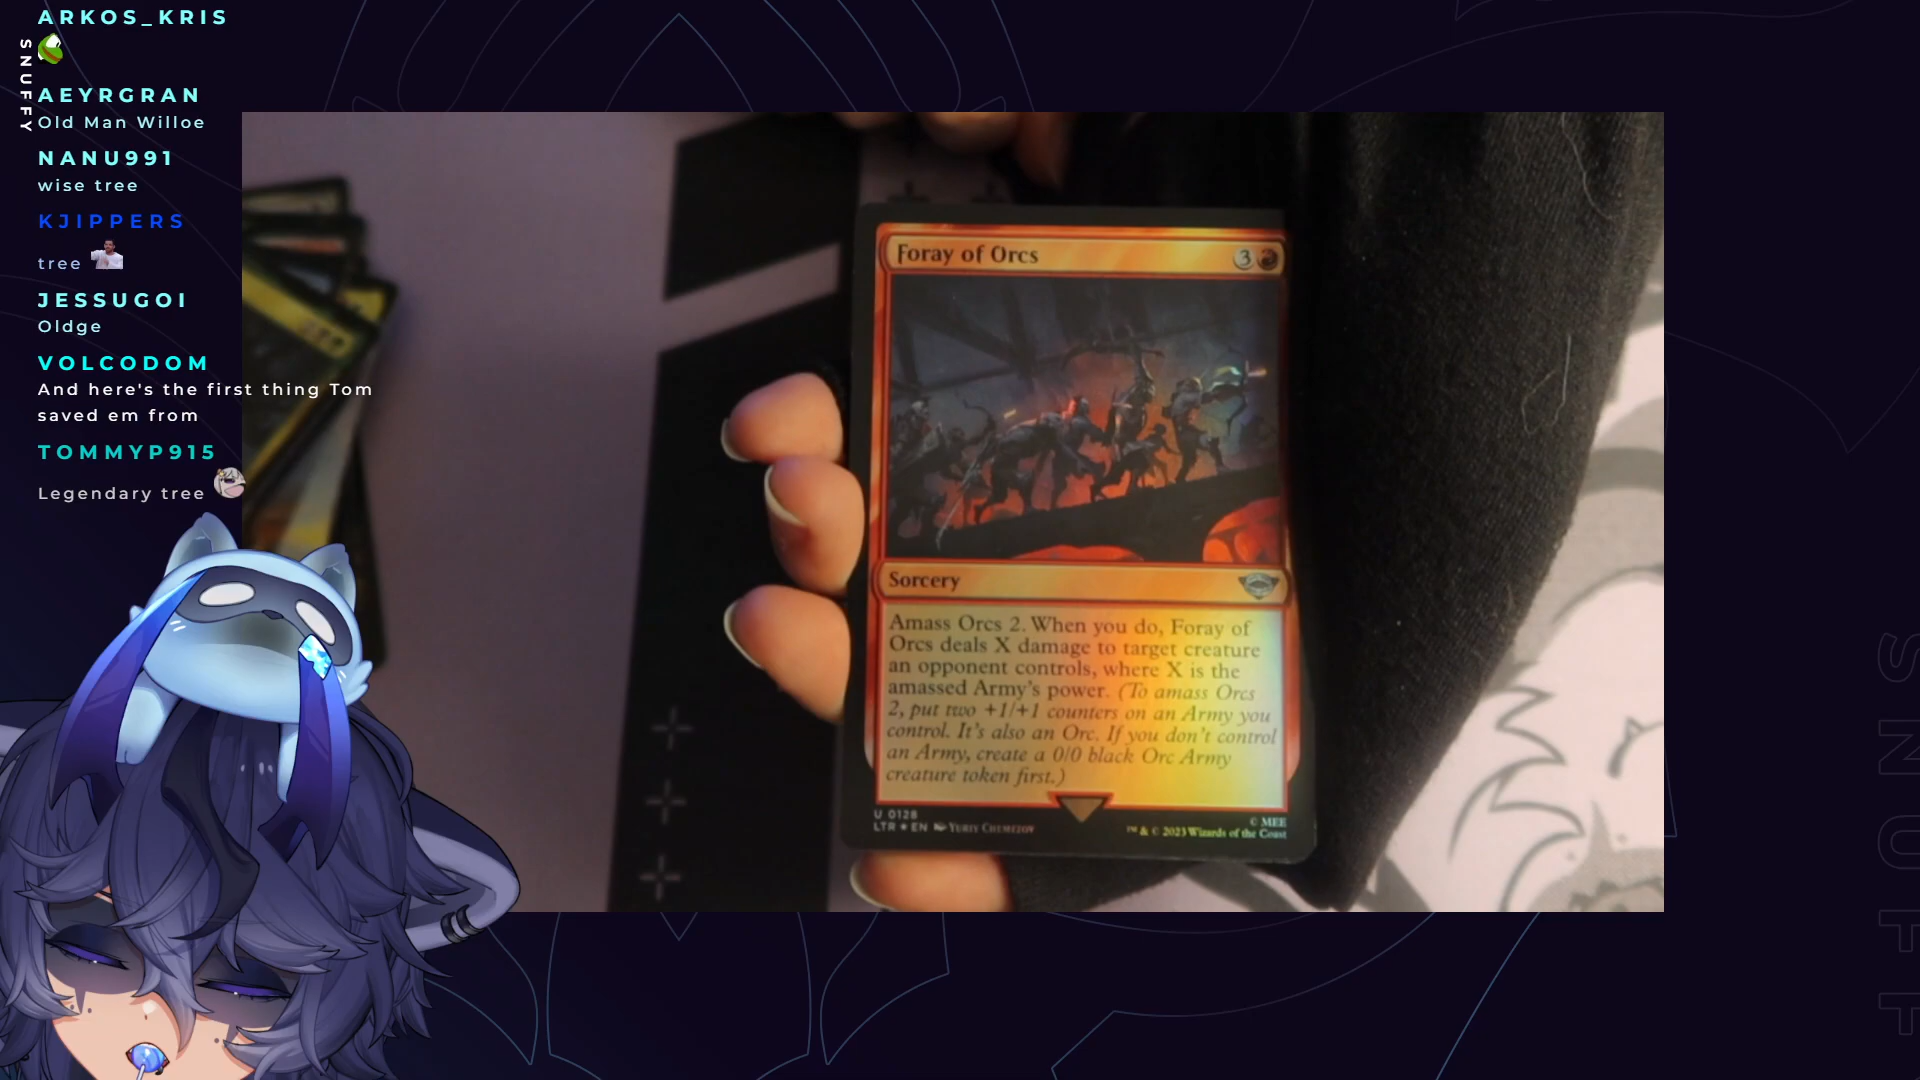 ARKOS_KRIS
SNUFFY
AEYRGRAN
Old Man Willoe
NANU991
wise tree
KJIPPERS
tree
JESSUGOI
Oldge
VOLCODOM
And here's the first thing Tom
saved em from
TOMMYP915
Legendary tree
Foray of Orcs
3
Sorcery
Amass Orcs 2. When you do, Foray of
Orcs deals X damage to target creature
an opponent controls, where X is the
amassed Army's power. (To amass Orcs
2, put two +1/+1 counters on an Army you
control. It's also an Orc. If you don't control
an Army, create a 0/0 black Orc Army
creature token first.)
U 0128
LTR ★ EN YURIY CHEMEZOV
© MEE
™ & © 2023 Wizards of the Coast
SNUFF